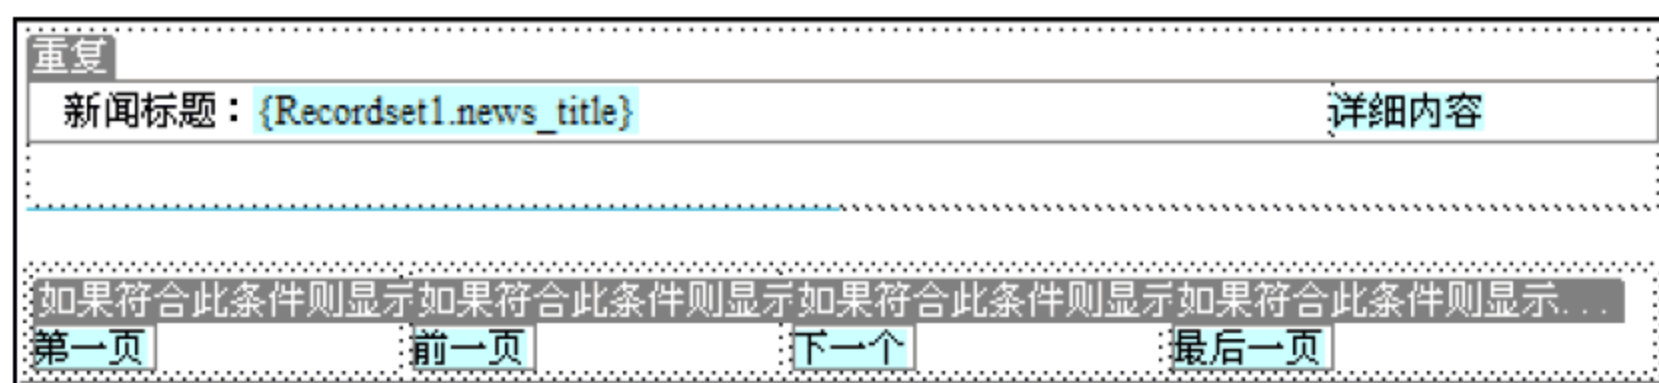 重复
新闻标题：{Recordset1.news_title} 详细内容
如果符合此条件则显示如果符合此条件则显示如果符合此条件则显示如果符合此条件则显示...
第一页 前一页 下一个 最后一页